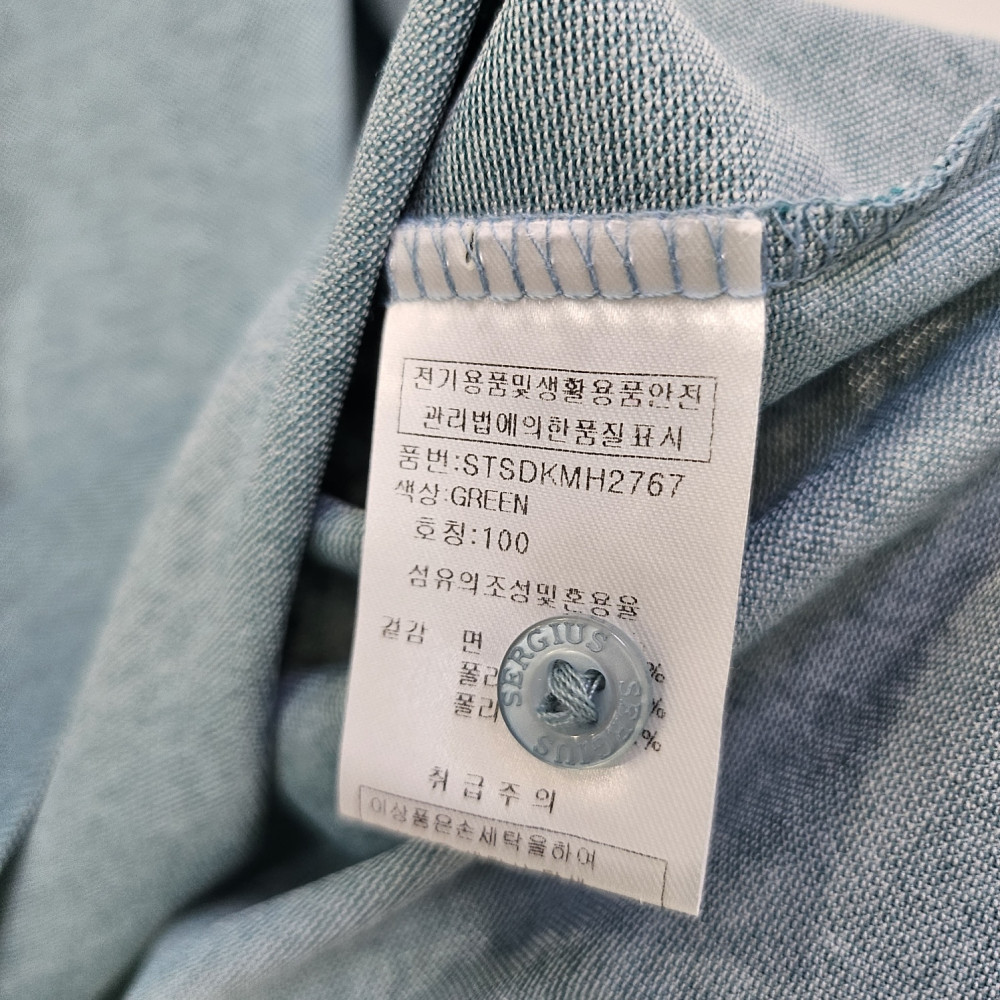 전기용품및생활용품안전
관리법에의한품질표시
품번:STSDKMH2767
색상:GREEN
호칭:100
섬유의조성및혼용율
겉감 면 %
폴리 %
폴리 %
SERGIUS
SERGIUS
취급주의
이상품은손세탁을하여